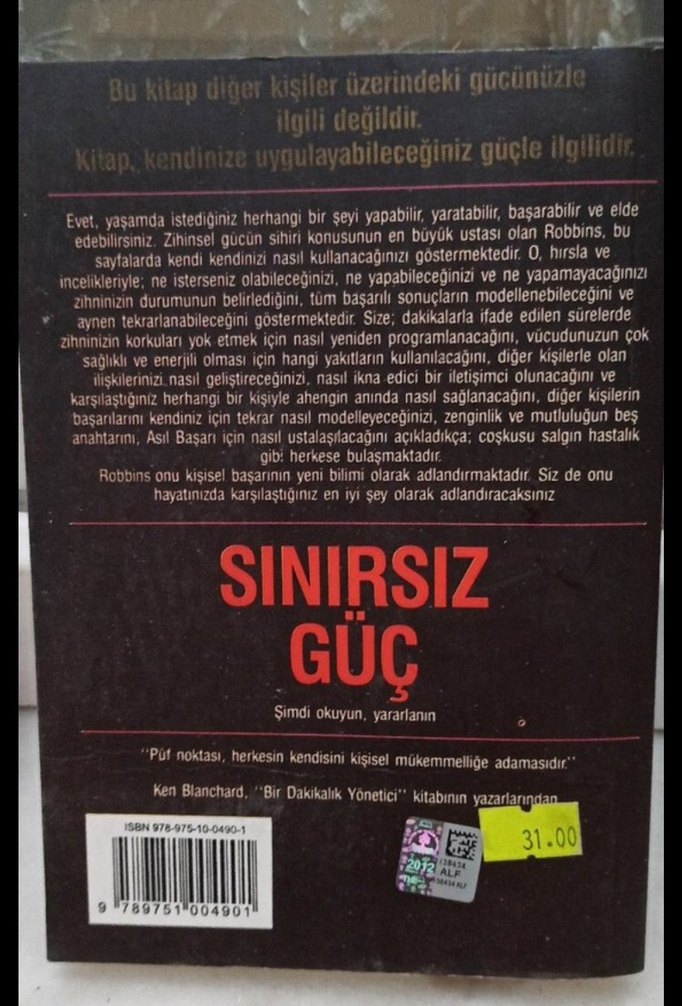 Bu kitap diğer kişiler üzerindeki gücünüzle
ilgili değildir.
Kitap, kendinize uygulayabileceğiniz güçle ilgilidir.
Evet, yaşamda istediğiniz herhangi bir şeyi yapabilir, yaratabilir, başarabilir ve elde
edebilirsiniz. Zihinsel gücün sihiri konusunun en büyük ustası olan Robbins, bu
sayfalarda kendi kendinizi nasıl kullanacağınızı göstermektedir. O, hırsla ve
incelikleriyle; ne isterseniz olabileceğinizi, ne yapabileceğinizi ve ne yapamayacağınızı
zihninizin durumunun belirlediğini, tüm başarılı sonuçların modellenebileceğini ve
aynen tekrarlanabileceğini göstermektedir. Size; dakikalarla ifade edilen sürelerde
zihninizin korkuları yok etmek için nasıl yeniden programlanacağını, vücudunuzun çok
sağlıklı ve enerjili olması için hangi yakıtların kullanılacağını, diğer kişilerle olan
ilişkilerinizi nasıl geliştireceğinizi, nasıl ikna edici bir iletişimci olunacağını ve
karşılaştığınız herhangi bir kişiyle ahengin anında nasıl sağlanacağını, diğer kişilerin
başarılarını kendiniz için tekrar nasıl modelleyeceğinizi, zenginlik ve mutluluğun beş
anahtarını, Asıl Başarı için nasıl ustalaşılacağını açıkladıkça; coşkusu salgın hastalık
gibi herkese bulaşmaktadır.
Robbins onu kişisel başarının yeni bilimi olarak adlandırmaktadır. Siz de onu
hayatınızda karşılaştığınız en iyi şey olarak adlandıracaksınız
SINIRSIZ
GÜÇ
Şimdi okuyun, yararlanın
"Püf noktası, herkesin kendisini kişisel mükemmelliğe adamasıdır."
Ken Blanchard, "Bir Dakikalık Yönetici" kitabının yazarlarından
ISBN 978-975-10-0490-1
9 789751 004901
2012
138434
ALF
138434 ALF
31.00